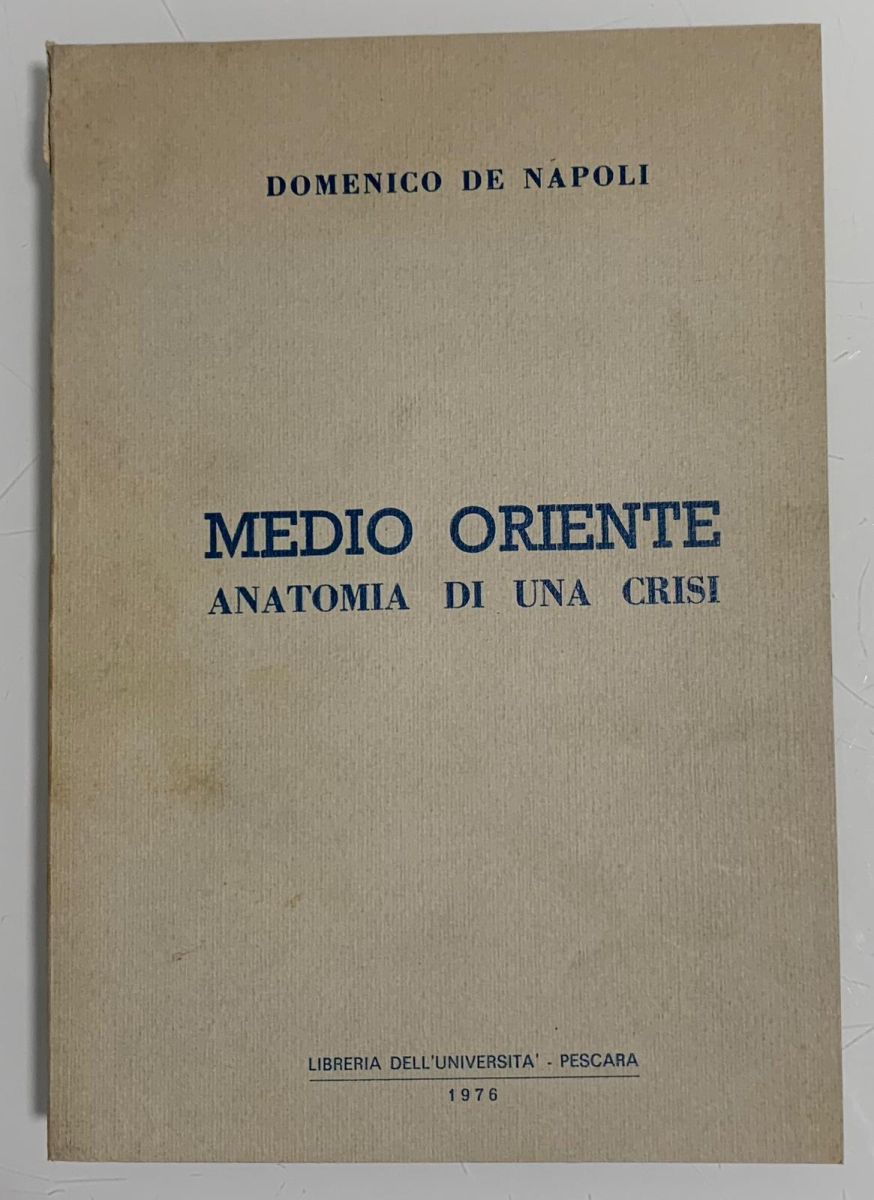 DOMENICO DE NAPOLI
MEDIO ORIENTE
ANATOMIA DI UNA CRISI
LIBRERIA DELL'UNIVERSITA' - PESCARA
1976